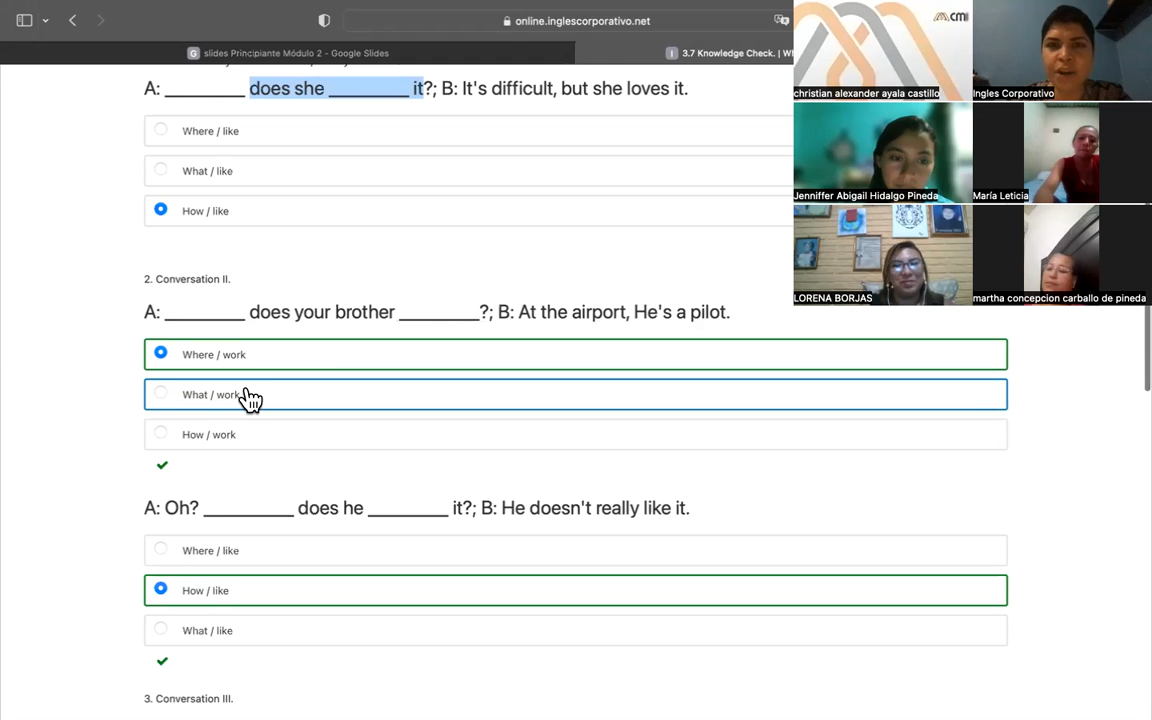 online.inglescorporativo.net
G slides Principiante Módulo 2 - Google Slides
i 3.7 Knowledge Check. | Wh
A: ________ does she ________ it?; B: It's difficult, but she loves it.
Where / like
What / like
How / like
2. Conversation II.
A: ________ does your brother ________?; B: At the airport, He's a pilot.
Where / work
What / work
How / work
A: Oh? _________ does he ________ it?; B: He doesn't really like it.
Where / like
How / like
What / like
3. Conversation III.
CMI
christian alexander ayala castillo
Ingles Corporativo
Jenniffer Abigail Hidalgo Pineda
María Leticia
LORENA BORJAS
martha concepcion carballo de pineda